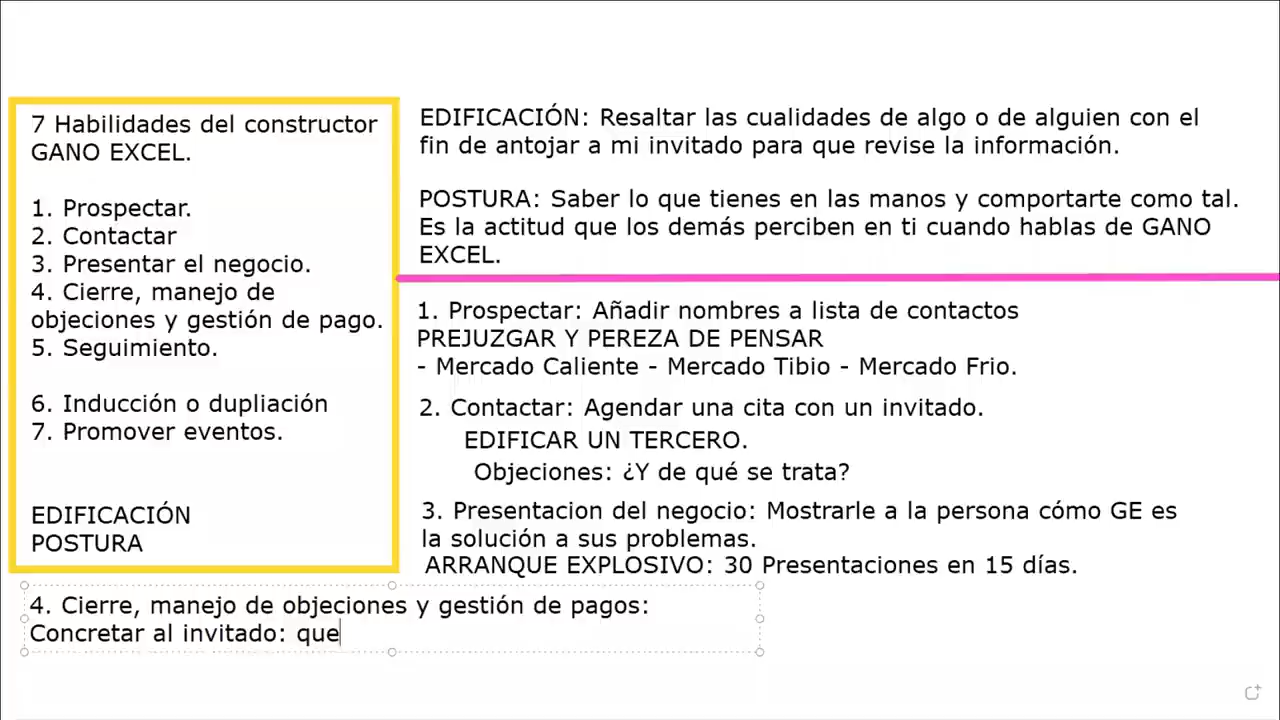 7 Habilidades del constructor
GANO EXCEL.
1. Prospectar.
2. Contactar
3. Presentar el negocio.
4. Cierre, manejo de
objeciones y gestión de pago.
5. Seguimiento.
6. Inducción o dupliación
7. Promover eventos.
EDIFICACIÓN
POSTURA
EDIFICACIÓN: Resaltar las cualidades de algo o de alguien con el
fin de antojar a mi invitado para que revise la información.
POSTURA: Saber lo que tienes en las manos y comportarte como tal.
Es la actitud que los demás perciben en ti cuando hablas de GANO
EXCEL.
1. Prospectar: Añadir nombres a lista de contactos
PREJUZGAR Y PEREZA DE PENSAR
- Mercado Caliente - Mercado Tibio - Mercado Frio.
2. Contactar: Agendar una cita con un invitado.
EDIFICAR UN TERCERO.
Objeciones: ¿Y de qué se trata?
3. Presentacion del negocio: Mostrarle a la persona cómo GE es
la solución a sus problemas.
ARRANQUE EXPLOSIVO: 30 Presentaciones en 15 días.
4. Cierre, manejo de objeciones y gestión de pagos:
Concretar al invitado: que